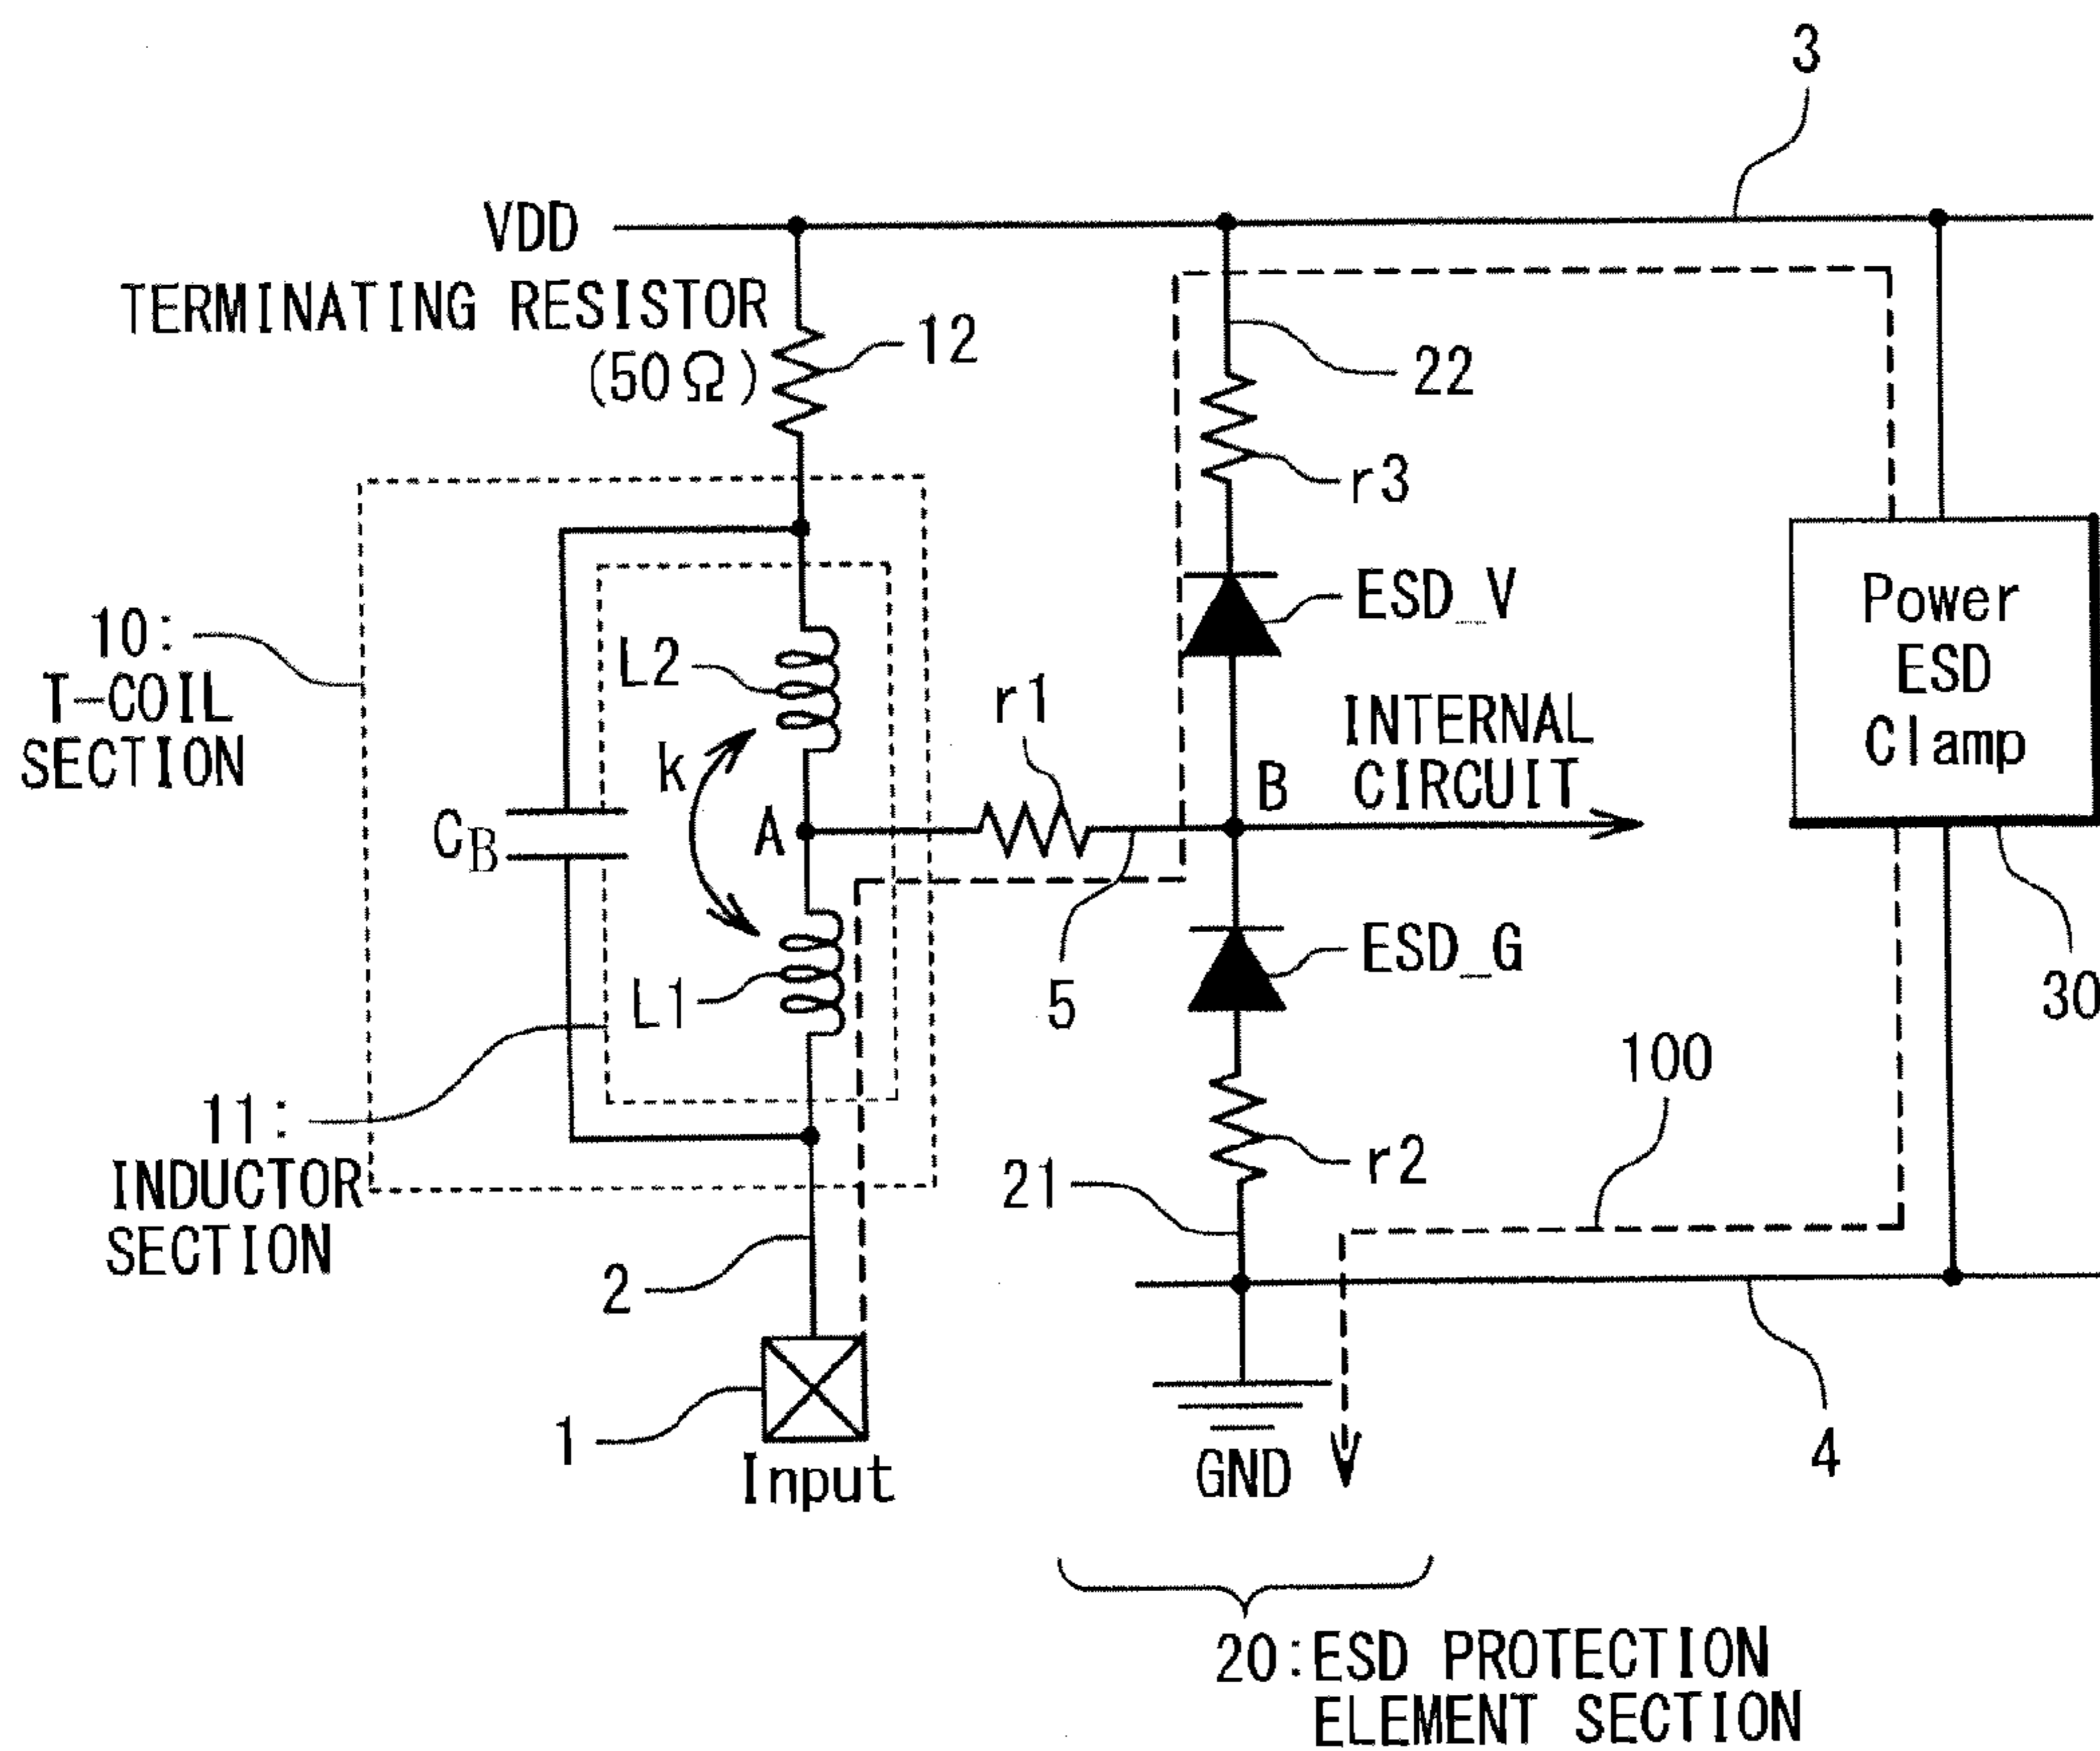 3
VDD
TERMINATING RESISTOR
(50Ω)
12
22
r3
10:
T-COIL
SECTION
L2
k
r1
ESD_V
Power
ESD
Clamp
INTERNAL
CIRCUIT
CB
A
B
L1
5
ESD_G
30
11:
INDUCTOR
SECTION
100
21
r2
2
1
Input
GND
4
20:ESD PROTECTION
ELEMENT SECTION